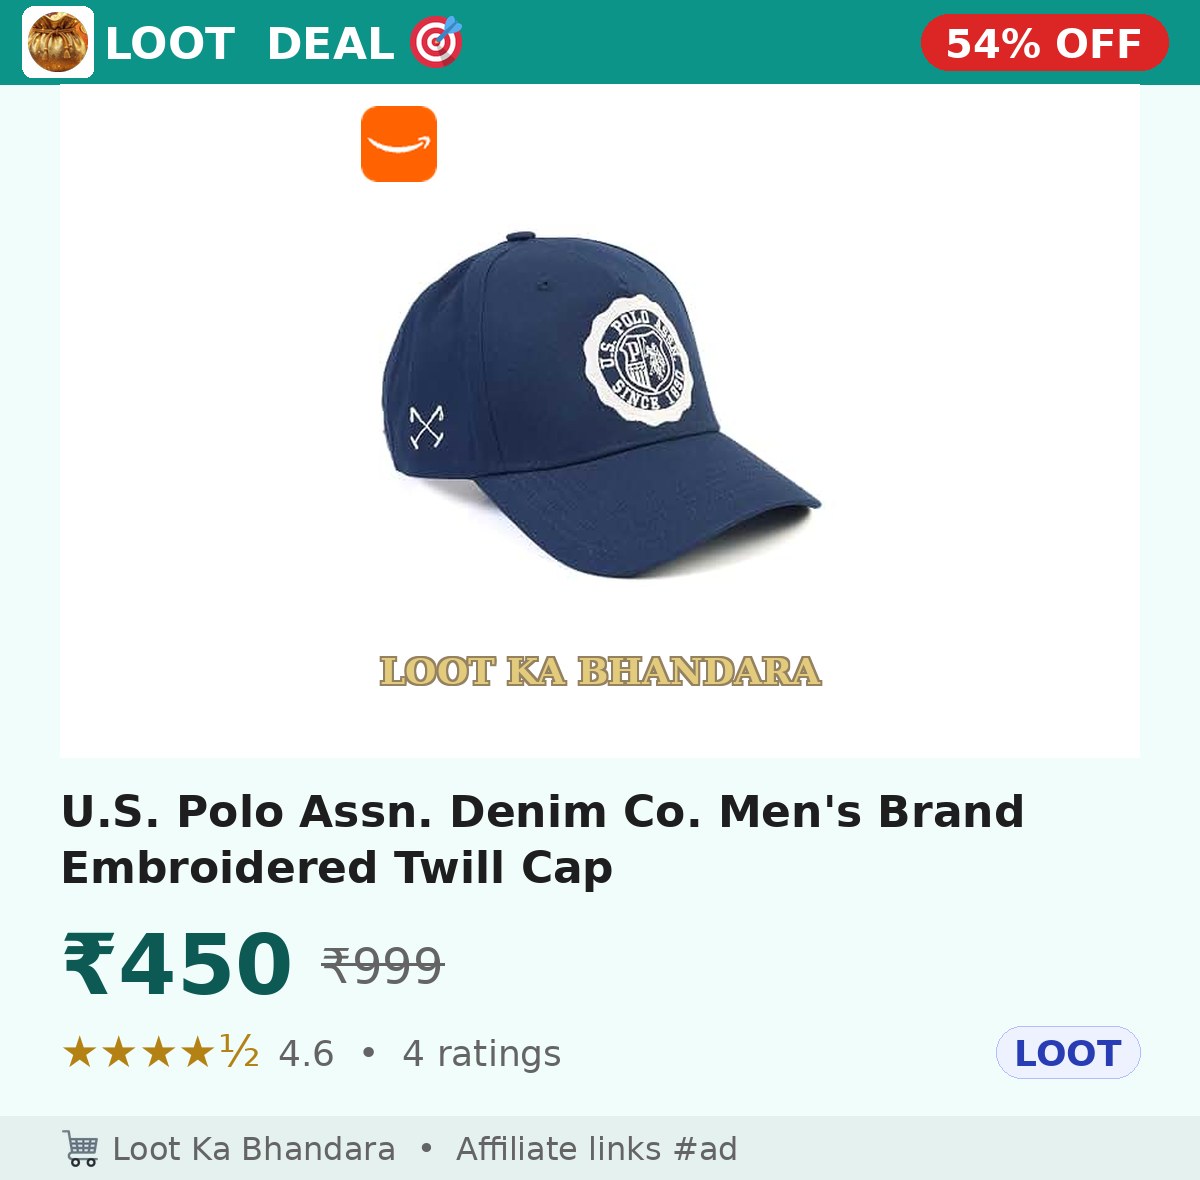 LOOT DEAL 🎯
54% OFF
U.S. POLO ASSN.
P
SINCE 1890
LOOT KA BHANDARA
U.S. Polo Assn. Denim Co. Men's Brand
Embroidered Twill Cap
₹450 ₹999
★★★★½ 4.6 • 4 ratings
LOOT
Loot Ka Bhandara • Affiliate links #ad